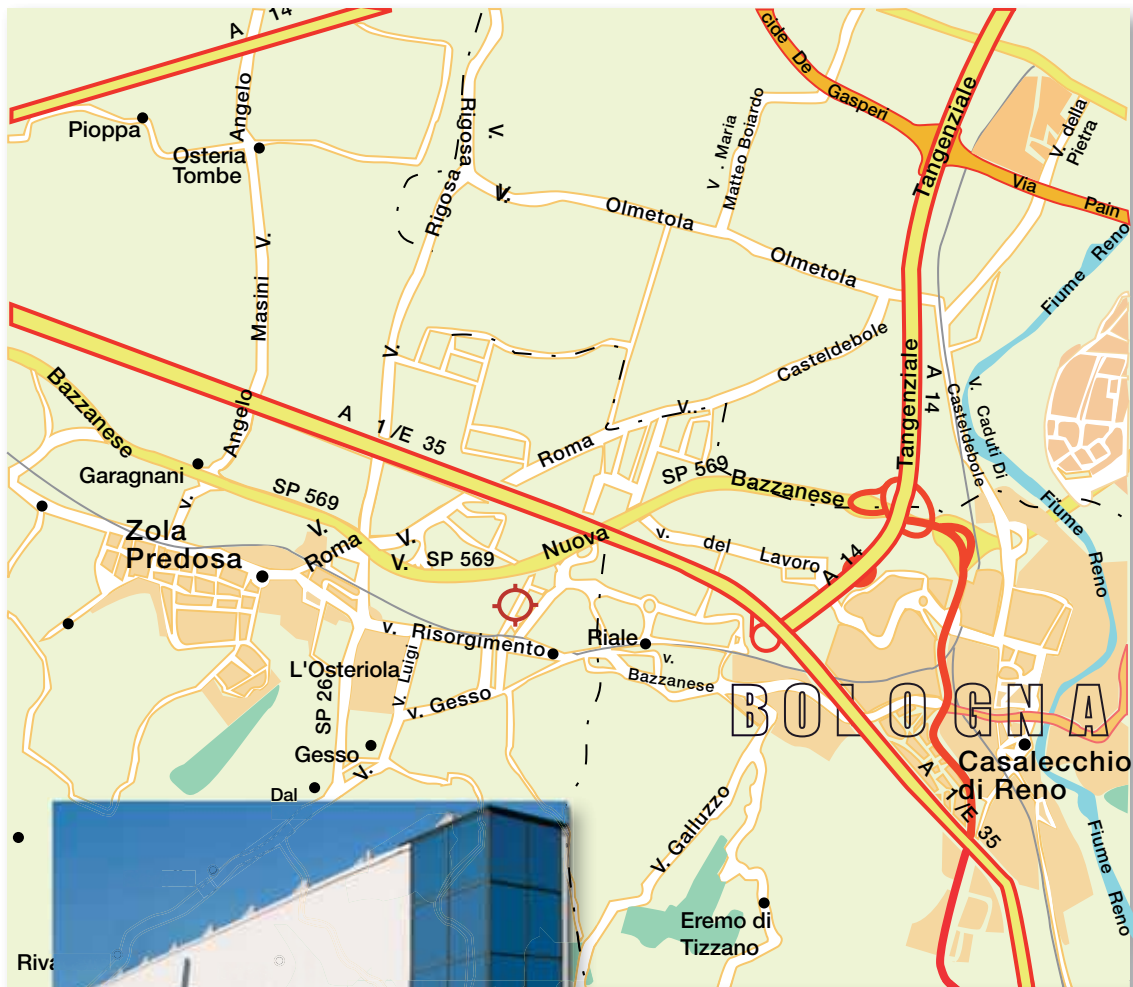 A 14
cide De Gasperi
Via Pain
Tangenziale
V. della
Pietra
Pioppa
Angelo
Osteria
Tombe
Rigosa
V.
V. Maria
Matteo Boiardo
Rigosa
V.
Olmetola
Olmetola
Fiume Reno
Masini V.
V.
Casteldebole
Tangenziale
A 14
V. Caduti Di
Casteldebole
Bazzanese
Angelo
A 1/E 35
V..
Roma
Garagnani
v.
SP 569
SP 569
Bazzanese
Fiume Reno
Zola
Predosa
V.
Roma
V.
V.
SP 569
Nuova
v. del Lavoro
A 14
v. Risorgimento
Riale
v.
Bazzanese
L'Osteriola
v. Luigi
SP 26
v. Gesso
BOLOGNA
Gesso
V.
Dal
A 1/E 35
Casalecchio
di Reno
V. Galluzzo
Fiume Reno
Eremo di
Tizzano
Riva